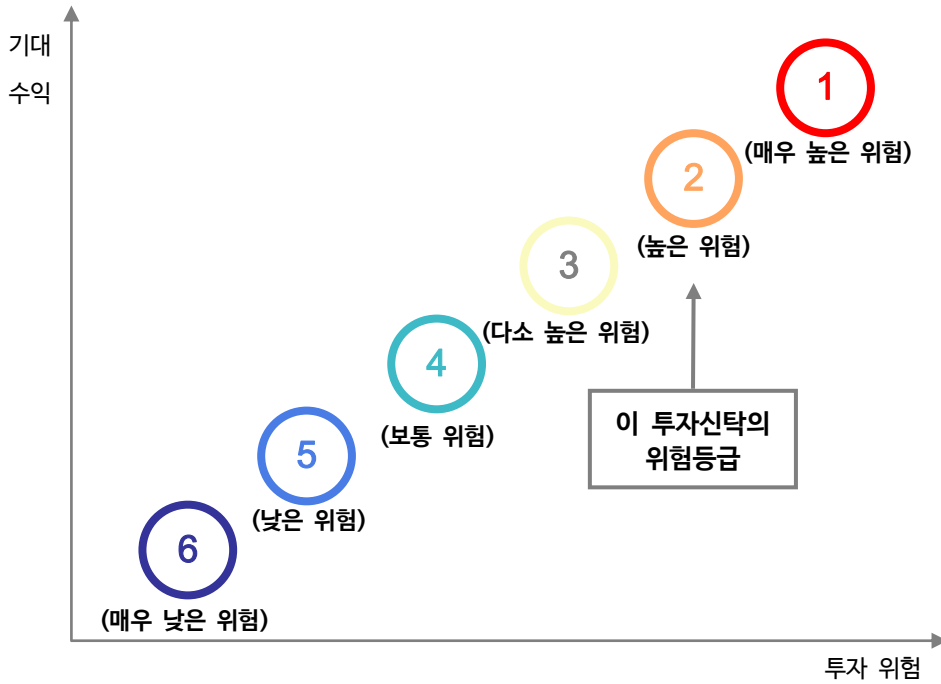 기대
수익
1
(매우 높은 위험)
2
(높은 위험)
3
(다소 높은 위험)
4
(보통 위험)
이 투자신탁의
위험등급
5
(낮은 위험)
6
(매우 낮은 위험)
투자 위험